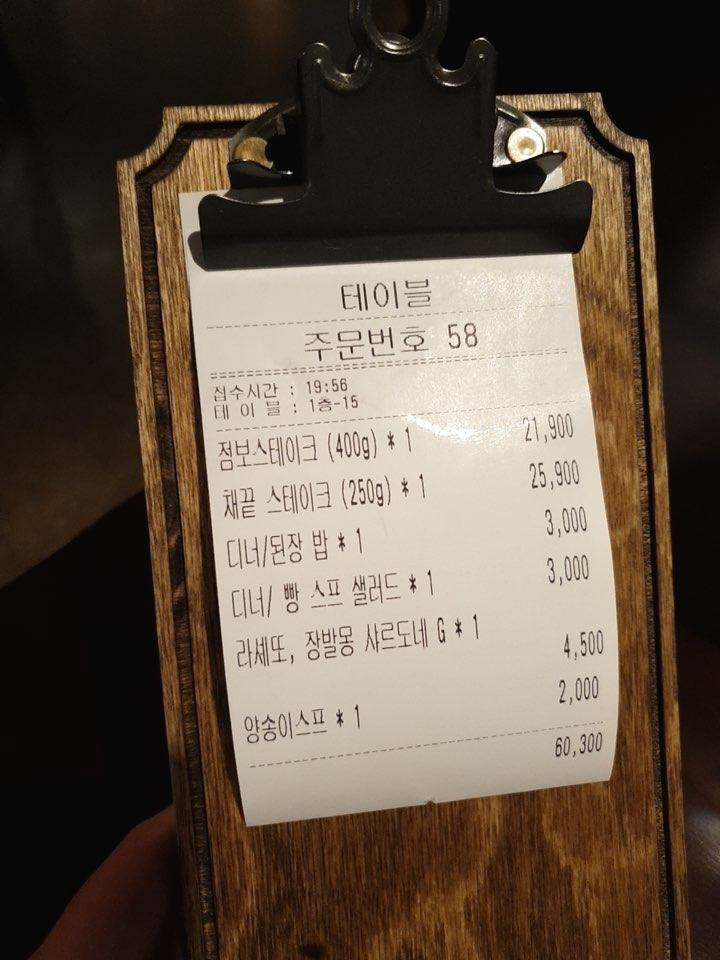 테이블
주문번호 58
접수시간 : 19:56
테 이 블 : 1층-15
점보스테이크 (400g) * 1 21,900
채끝 스테이크 (250g) * 1 25,900
디너/된장 밥 * 1 3,000
디너/ 빵 스프 샐러드 * 1 3,000
라세또, 장발몽 샤르도네 G * 1 4,500
양송이스프 * 1 2,000
60,300